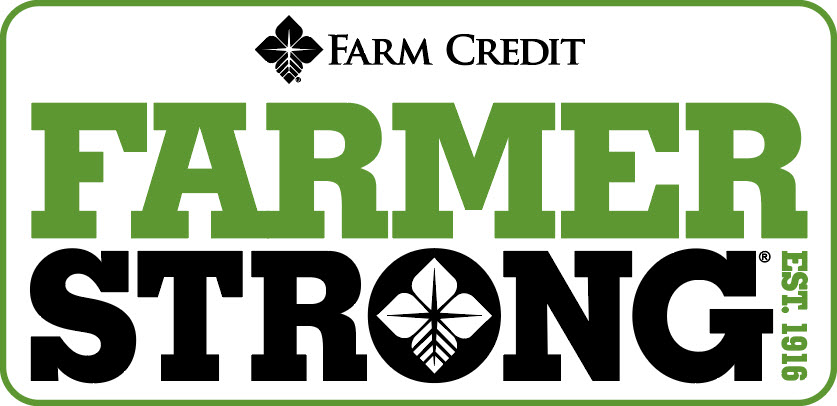 FARM CREDIT
FARMER
STRONG®
EST. 1916